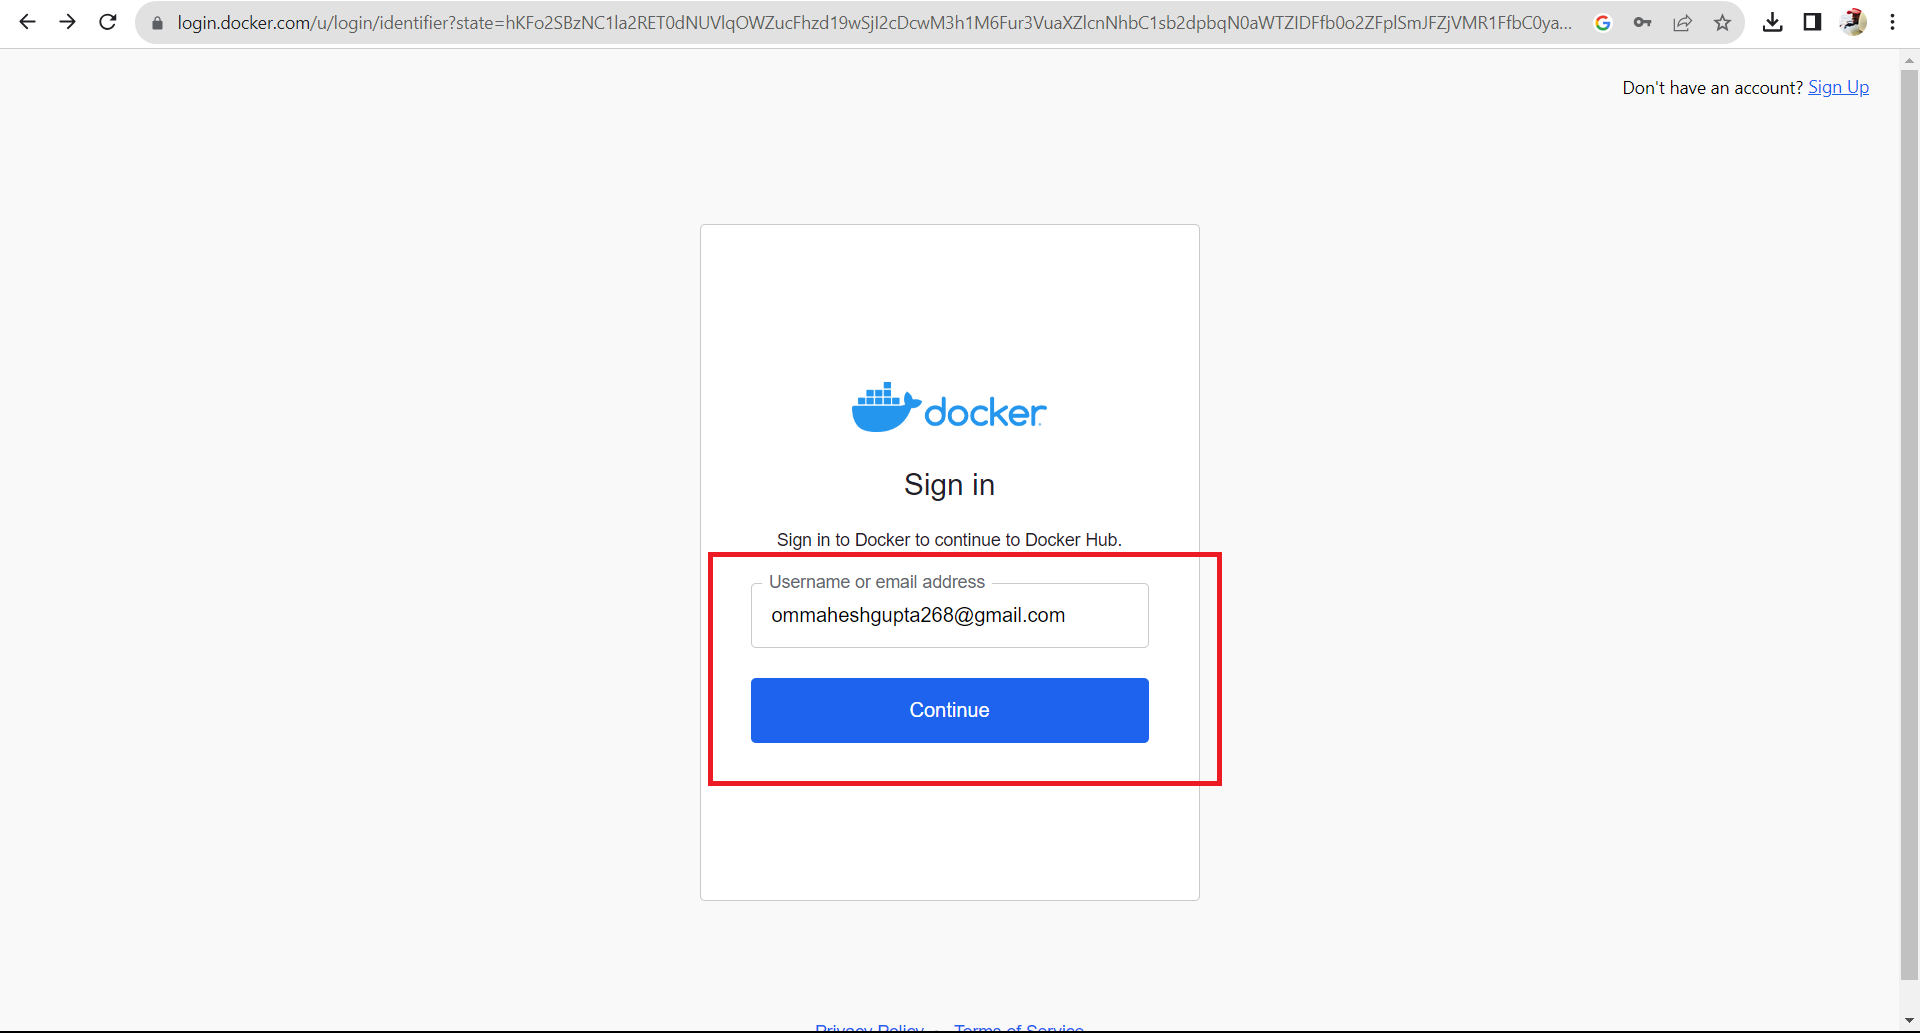 login.docker.com/u/login/identifier?state=hKFo2SBzNC1la2RET0dNUVlqOWZucFhzd19wSjI2cDcwM3h1M6Fur3VuaXZlcnNhbC1sb2dpbqN0aWTZIDFfb0o2ZFplSmJFZjVMR1FfbC0ya...
Don't have an account? Sign Up
docker
Sign in
Sign in to Docker to continue to Docker Hub.
Username or email address
ommaheshgupta268@gmail.com
Continue
Privacy Policy Terms of Service